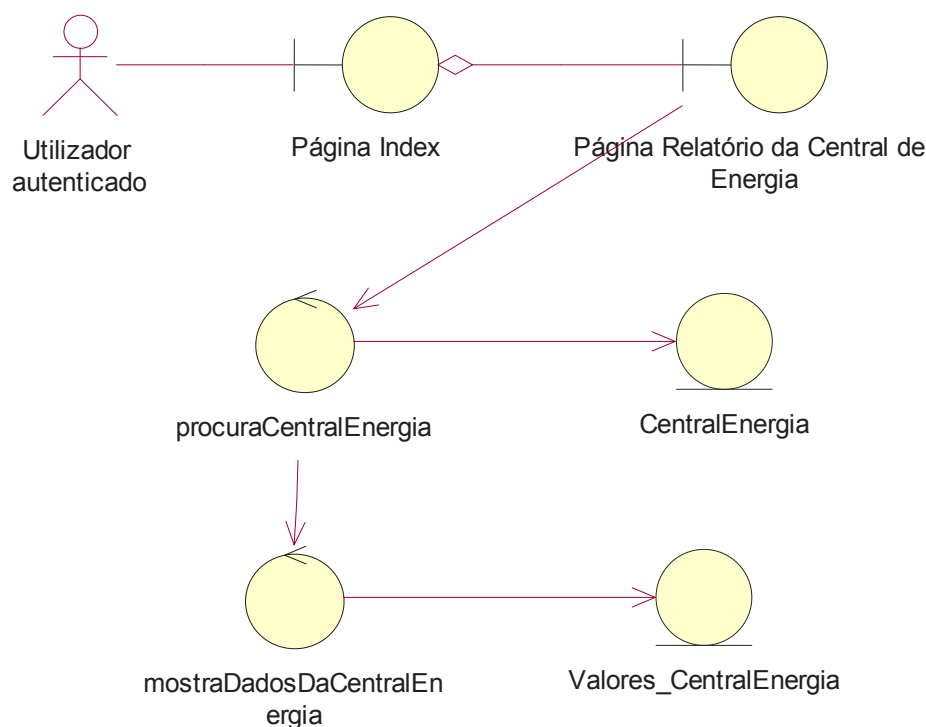 Utilizador
autenticado
Página Index
Página Relatório da Central de
Energia
procuraCentralEnergia
CentralEnergia
mostraDadosDaCentralEn
ergia
Valores_CentralEnergia